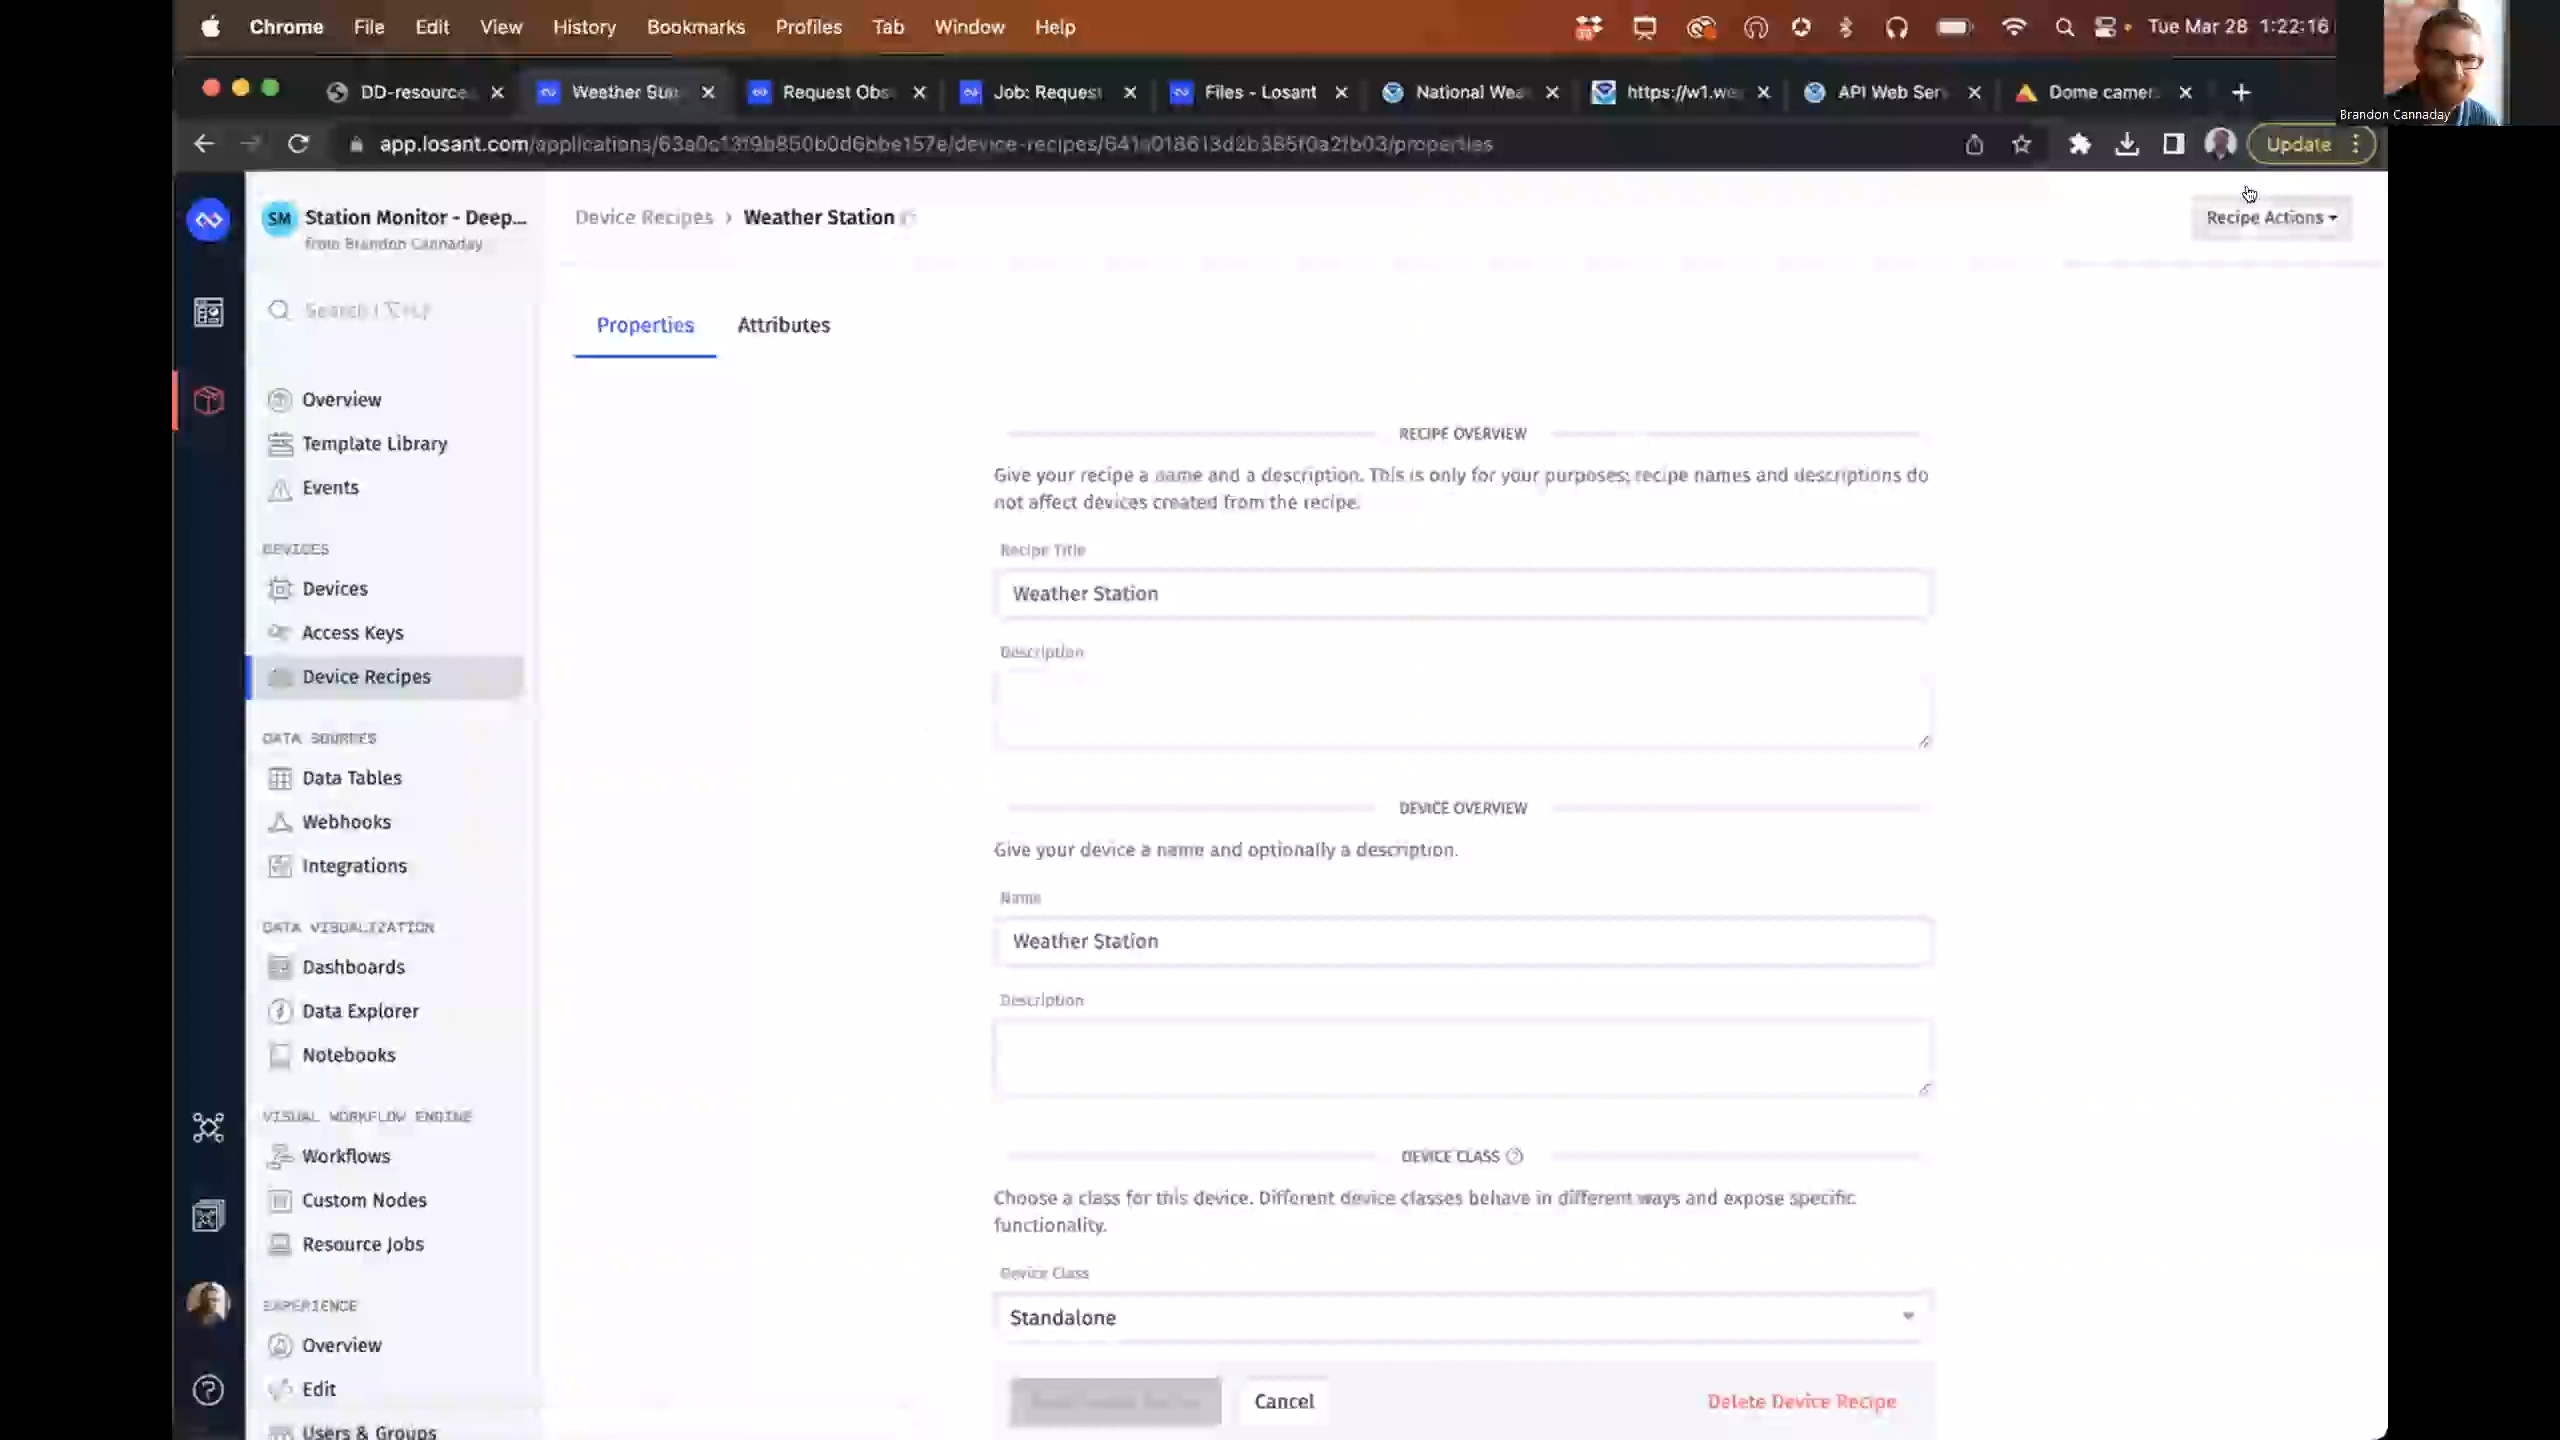 Chrome File Edit View History Bookmarks Profiles Tab Window Help Tue Mar 28 1:22:16
DD-resource Request Obs Job: Request Files - Losant National Wea https://w1.we API Web Ser Dome camer
Brandon Cannaday
Update
SM Station Monitor - Deep...
from Brandon Cannaday
Device Recipes › Weather Station
Recipe Actions
Search
Properties Attributes
Overview
Template Library
Events
DEVICES
Devices
Access Keys
Device Recipes
DATA SOURCES
Data Tables
Webhooks
Integrations
DATA VISUALIZATION
Dashboards
Data Explorer
Notebooks
VISUAL WORKFLOW ENGINE
Workflows
Custom Nodes
Resource Jobs
EXPERIENCE
Overview
Edit
Users & Groups
RECIPE OVERVIEW
Give your recipe a name and a description. This is only for your purposes; recipe names and descriptions do
not affect devices created from the recipe.
Recipe Title
Weather Station
Description
DEVICE OVERVIEW
Give your device a name and optionally a description.
Name
Weather Station
Description
DEVICE CLASS
Choose a class for this device. Different device classes behave in different ways and expose specific
functionality.
Device Class
Standalone
Cancel
Delete Device Recipe